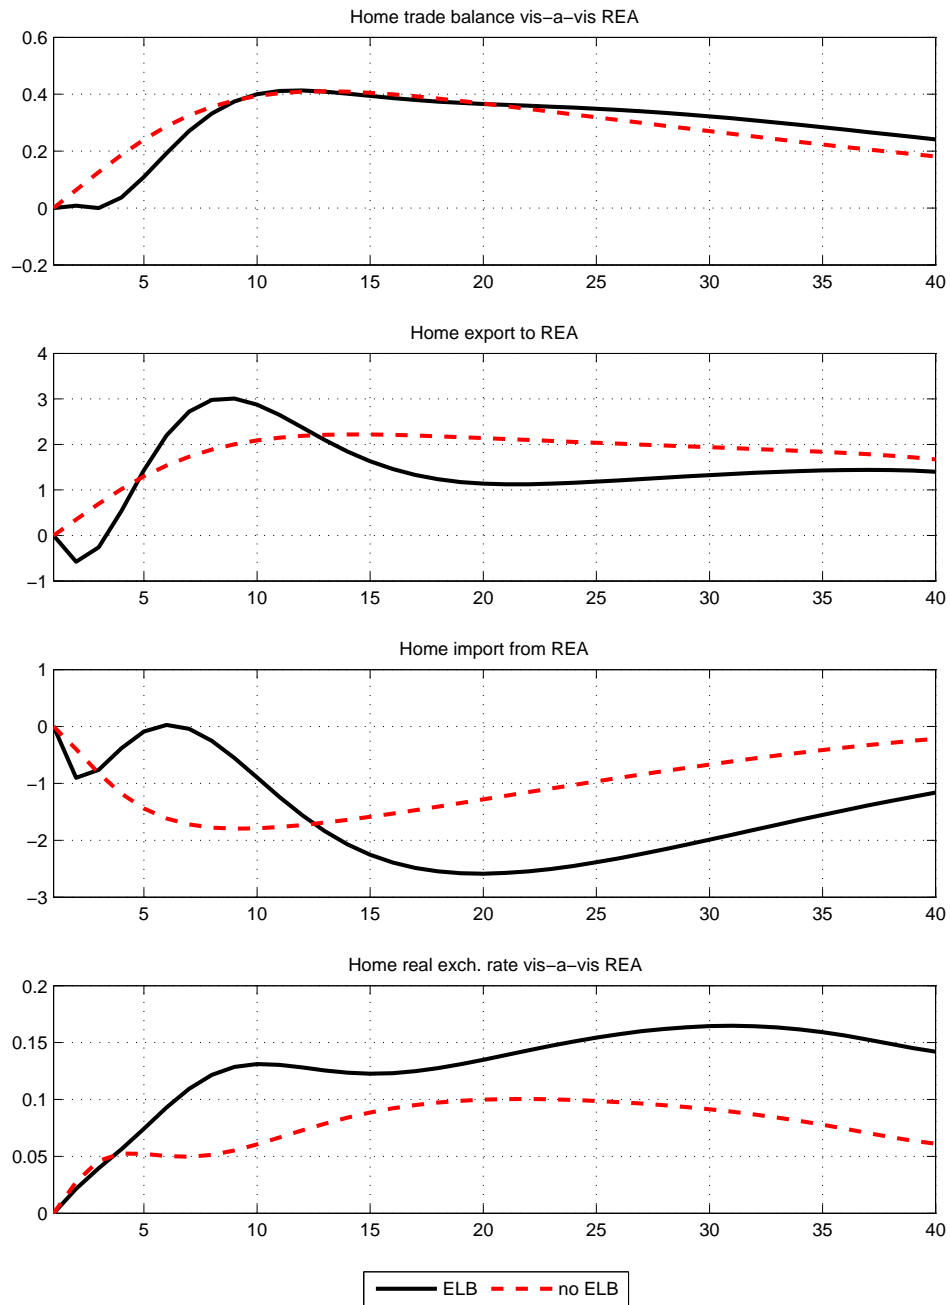 Home trade balance vis−a−vis REA
0.6
0.4
0.2
0
−0.2
5 10 15 20 25 30 35 40
Home export to REA
4
3
2
1
0
−1
5 10 15 20 25 30 35 40
Home import from REA
1
0
−1
−2
−3
5 10 15 20 25 30 35 40
Home real exch. rate vis−a−vis REA
0.2
0.15
0.1
0.05
0
5 10 15 20 25 30 35 40
ELB no ELB